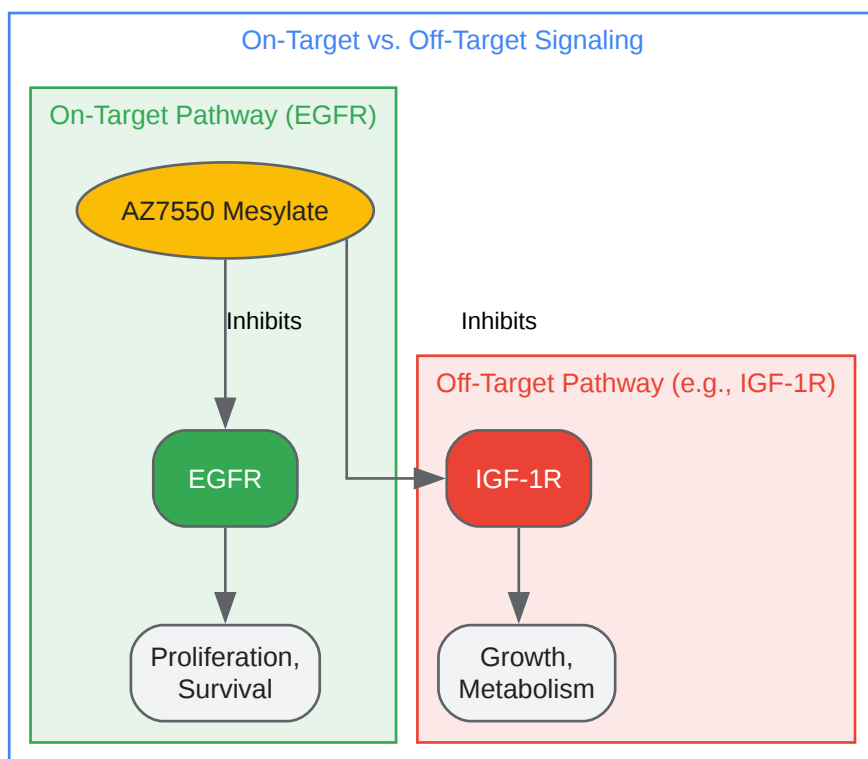 On-Target vs. Off-Target Signaling
On-Target Pathway (EGFR)
AZ7550 Mesylate
Inhibits
Inhibits
Off-Target Pathway (e.g., IGF-1R)
EGFR
IGF-1R
Proliferation,
Survival
Growth,
Metabolism